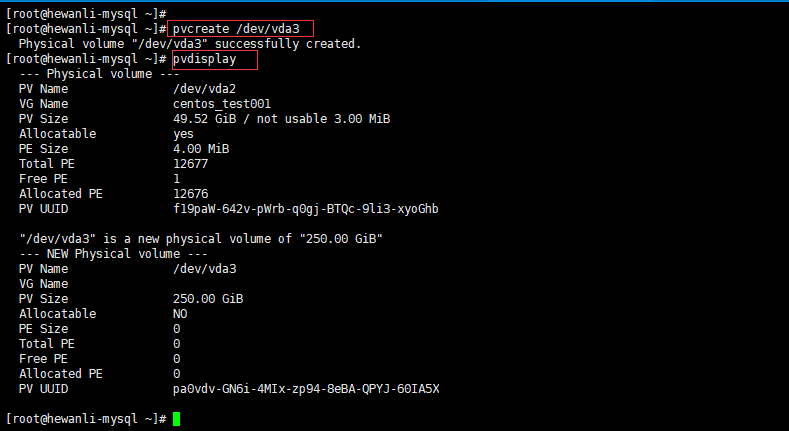 [root@hewanli-mysql ~]#
[root@hewanli-mysql ~]# pvcreate /dev/vda3
  Physical volume "/dev/vda3" successfully created.
[root@hewanli-mysql ~]# pvdisplay
  --- Physical volume ---
  PV Name               /dev/vda2
  VG Name               centos_test001
  PV Size               49.52 GiB / not usable 3.00 MiB
  Allocatable           yes
  PE Size               4.00 MiB
  Total PE              12677
  Free PE               1
  Allocated PE          12676
  PV UUID               f19paW-642v-pWrb-q0gj-BTQc-9li3-xyoGhb

  "/dev/vda3" is a new physical volume of "250.00 GiB"
  --- NEW Physical volume ---
  PV Name               /dev/vda3
  VG Name
  PV Size               250.00 GiB
  Allocatable           NO
  PE Size               0
  Total PE              0
  Free PE               0
  Allocated PE          0
  PV UUID               pa0vdv-GN6i-4MIx-zp94-8eBA-QPYJ-60IA5X

[root@hewanli-mysql ~]#